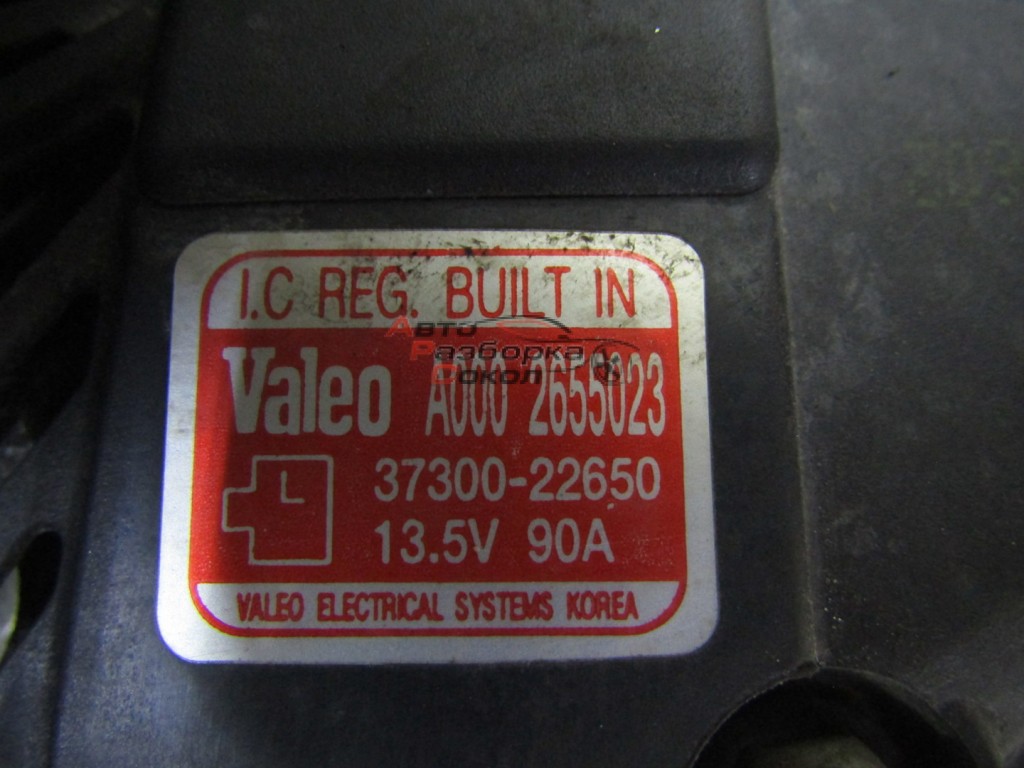 I.C REG. BUILT IN
Valeo A000 2655023
Авто
Разборка
Сокол
L
37300-22650
13.5V 90A
VALEO ELECTRICAL SYSTEMS KOREA